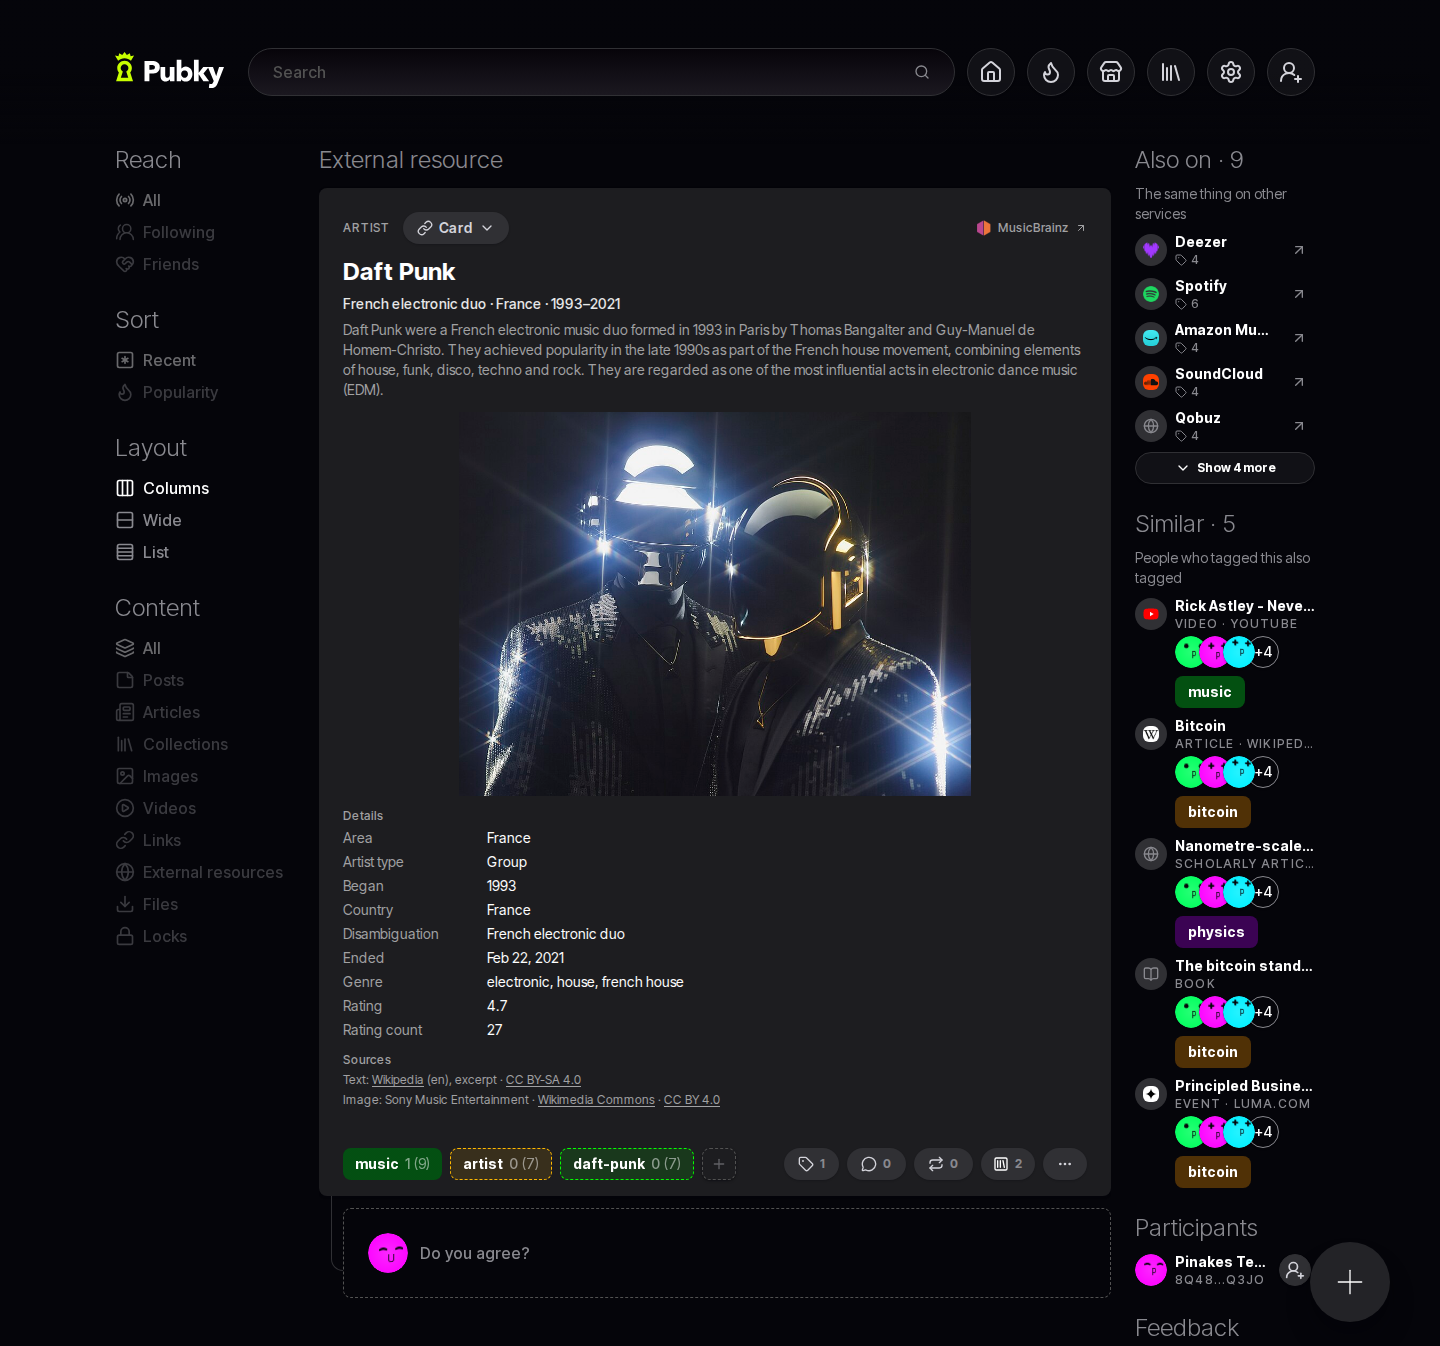 Pubky
Search
Reach
All
Following
Friends
Sort
Recent
Popularity
Layout
Columns
Wide
List
Content
All
Posts
Articles
Collections
Images
Videos
Links
External resources
Files
Locks
External resource
ARTIST
Card
MusicBrainz
Daft Punk
French electronic duo · France · 1993–2021
Daft Punk were a French electronic music duo formed in 1993 in Paris by Thomas Bangalter and Guy-Manuel de
Homem-Christo. They achieved popularity in the late 1990s as part of the French house movement, combining elements
of house, funk, disco, techno and rock. They are regarded as one of the most influential acts in electronic dance music
(EDM).
Details
Area France
Artist type Group
Began 1993
Country France
Disambiguation French electronic duo
Ended Feb 22, 2021
Genre electronic, house, french house
Rating 4.7
Rating count 27
Sources
Text: Wikipedia (en), excerpt · CC BY-SA 4.0
Image: Sony Music Entertainment · Wikimedia Commons · CC BY 4.0
music 1 (9) artist 0 (7) daft-punk 0 (7) +
1 0 0 2
Do you agree?
Also on · 9
The same thing on other
services
Deezer
4
Spotify
6
Amazon Mu...
4
SoundCloud
4
Qobuz
4
Show 4 more
Similar · 5
People who tagged this also
tagged
Rick Astley - Neve...
VIDEO · YOUTUBE
+4
music
Bitcoin
ARTICLE · WIKIPED...
+4
bitcoin
Nanometre-scale...
SCHOLARLY ARTIC...
+4
physics
The bitcoin stand...
BOOK
+4
bitcoin
Principled Busine...
EVENT · LUMA.COM
+4
bitcoin
Participants
Pinakes Te...
8Q48...Q3JO
Feedback